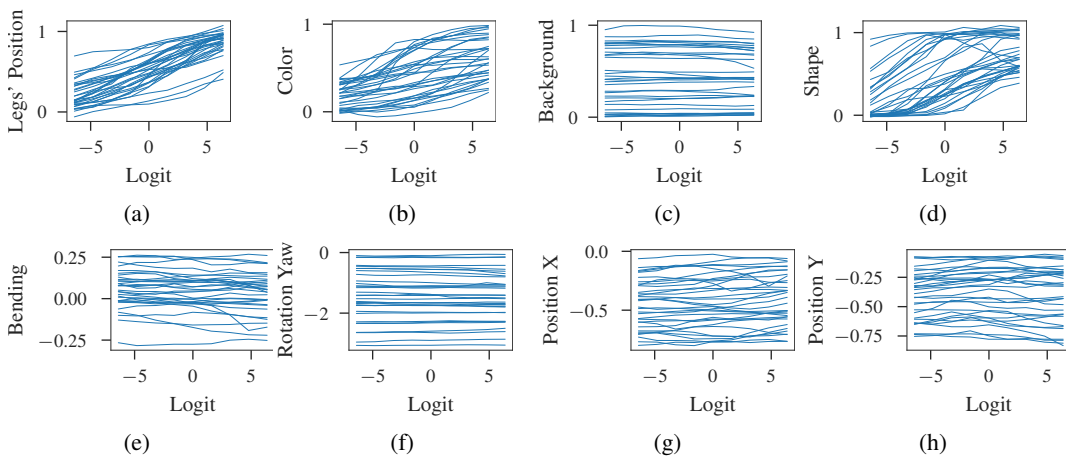 Legs' Position
1
0
−5 0 5
Logit
(a)
Color
1
0
−5 0 5
Logit
(b)
Background
1
0
−5 0 5
Logit
(c)
Shape
1
0
−5 0 5
Logit
(d)
Bending
0.25
0.00
−0.25
−5 0 5
Logit
(e)
Rotation Yaw
0
−2
−5 0 5
Logit
(f)
Position X
0.0
−0.5
−5 0 5
Logit
(g)
Position Y
−0.25
−0.50
−0.75
−5 0 5
Logit
(h)